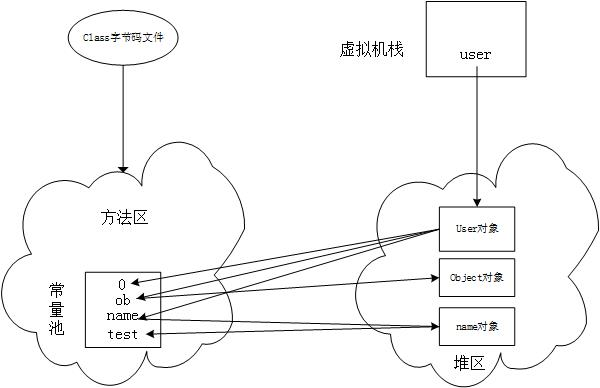 Class字节码文件
虚拟机栈
user
方法区
User对象
Object对象
name对象
堆区
常量池
0
ob
name
test